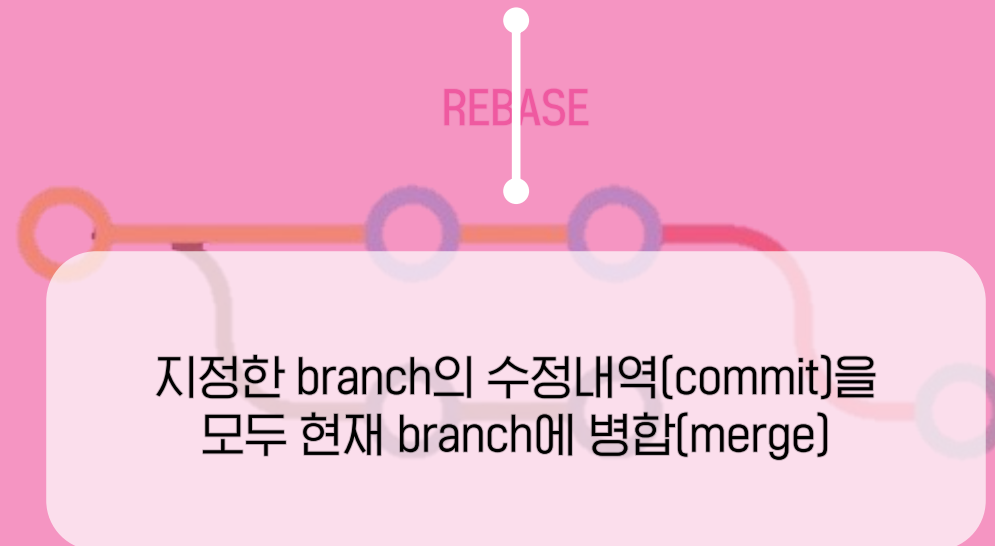 REBASE
지정한 branch의 수정내역(commit)을
모두 현재 branch에 병합(merge)